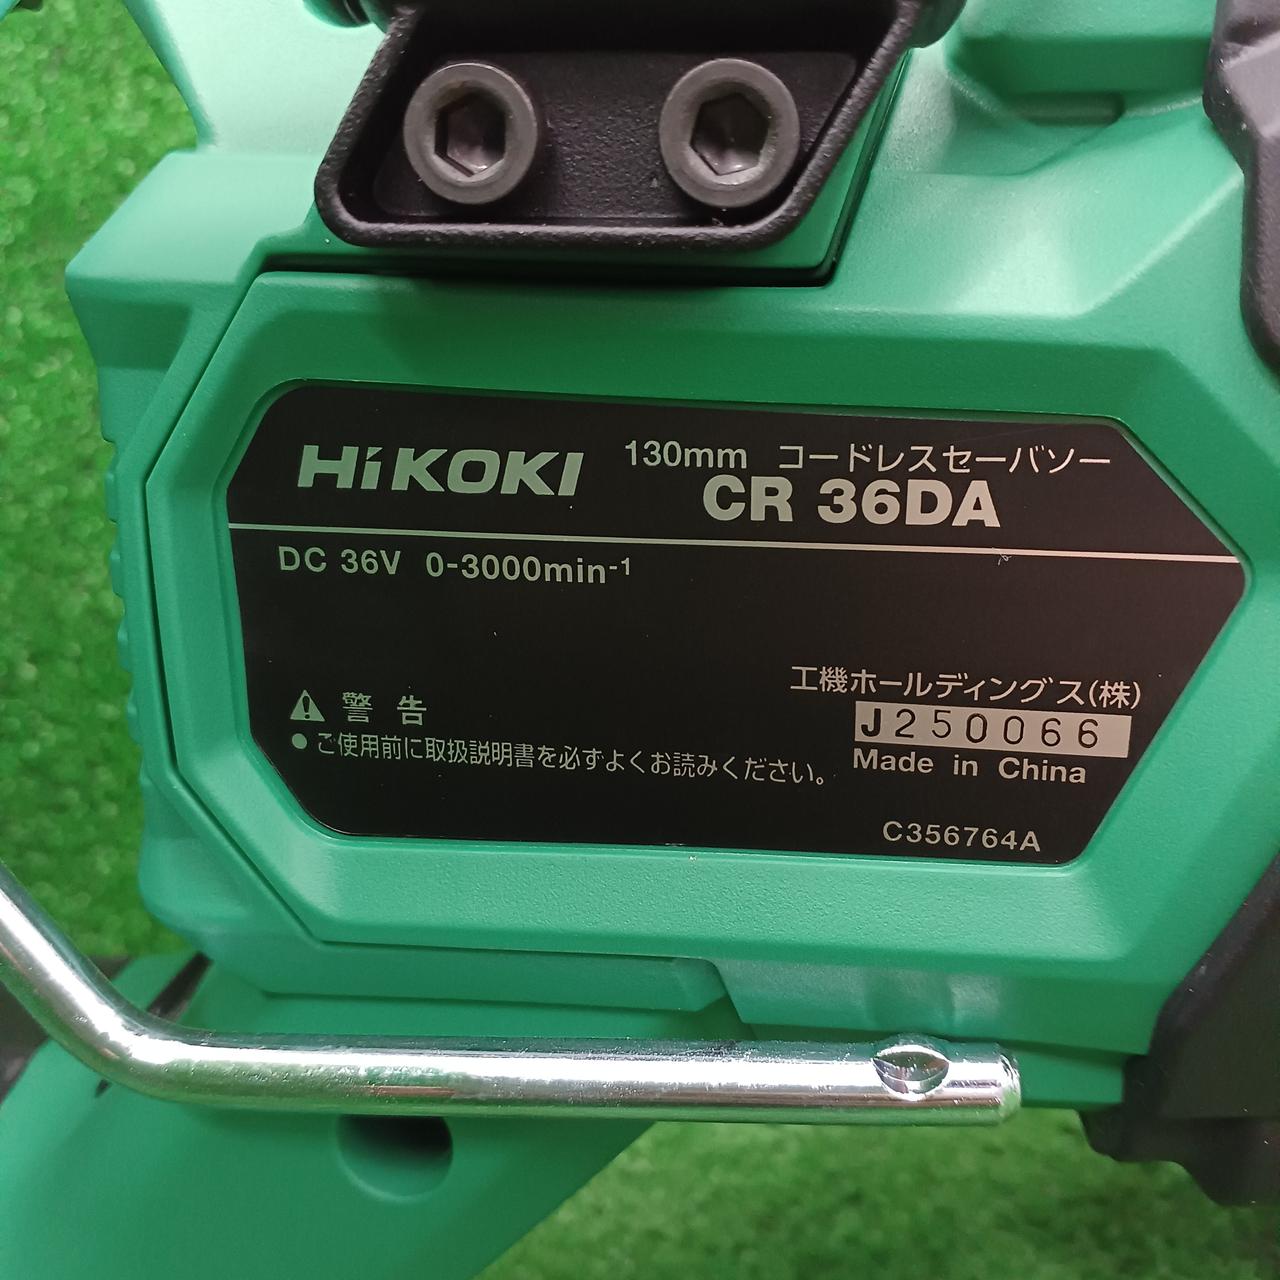 HiKOKI
130mm コードレスセーバソー
CR 36DA
DC 36V 0-3000min-1
工機ホールディングス(株)
J250066
Made in China
警告
● ご使用前に取扱説明書を必ずよくお読みください。
C356764A